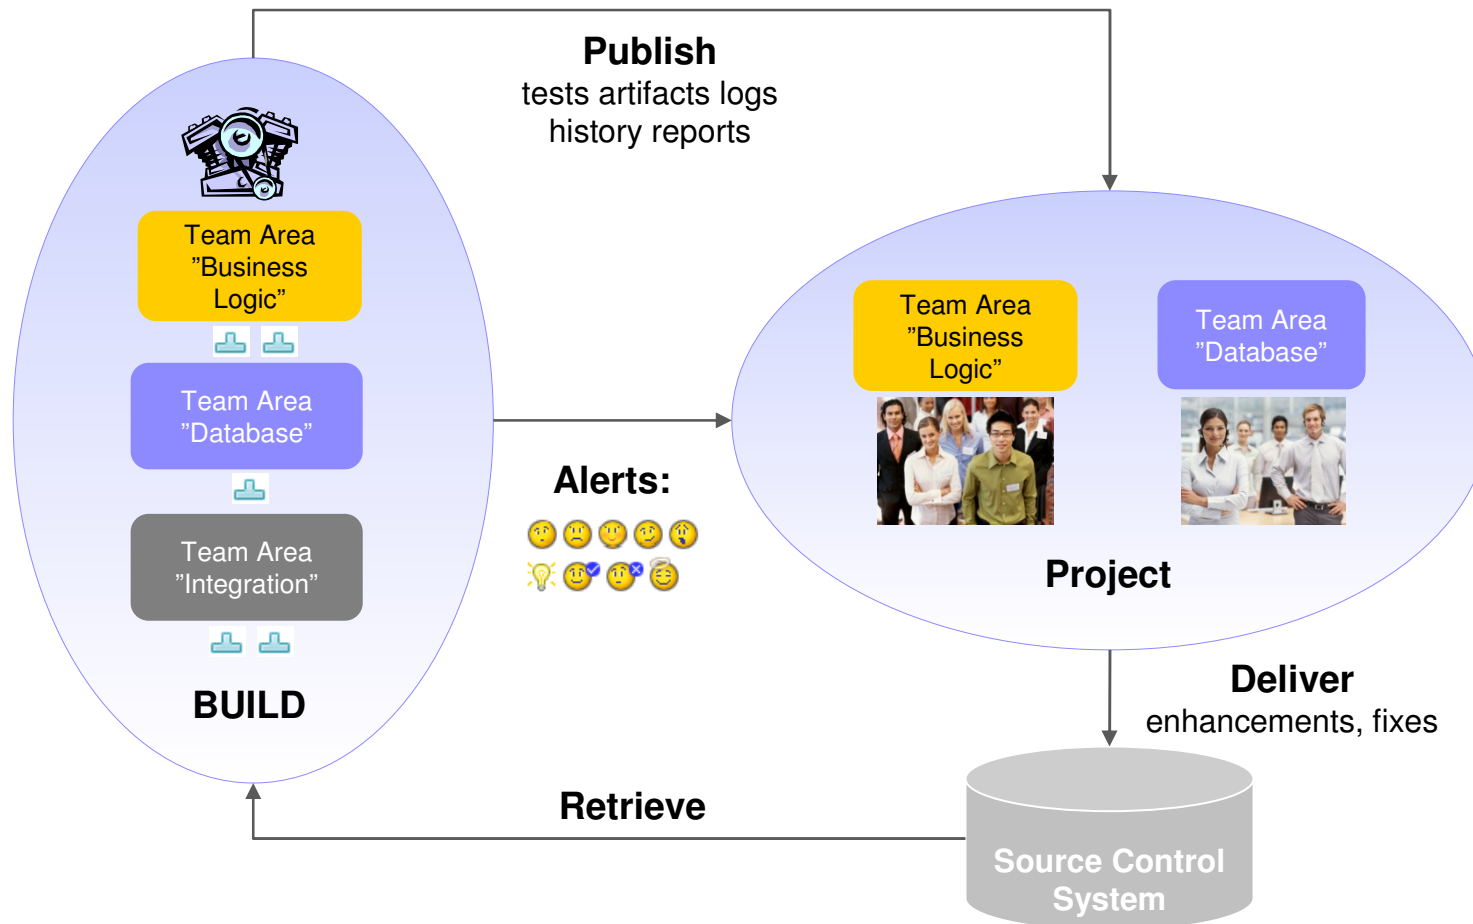 Publish
tests artifacts logs
history reports
Team Area
”Business
Logic”
Team Area
”Database”
Team Area
”Integration”
BUILD
Alerts:
Team Area
”Business
Logic”
Team Area
”Database”
Project
Deliver
enhancements, fixes
Retrieve
Source Control
System